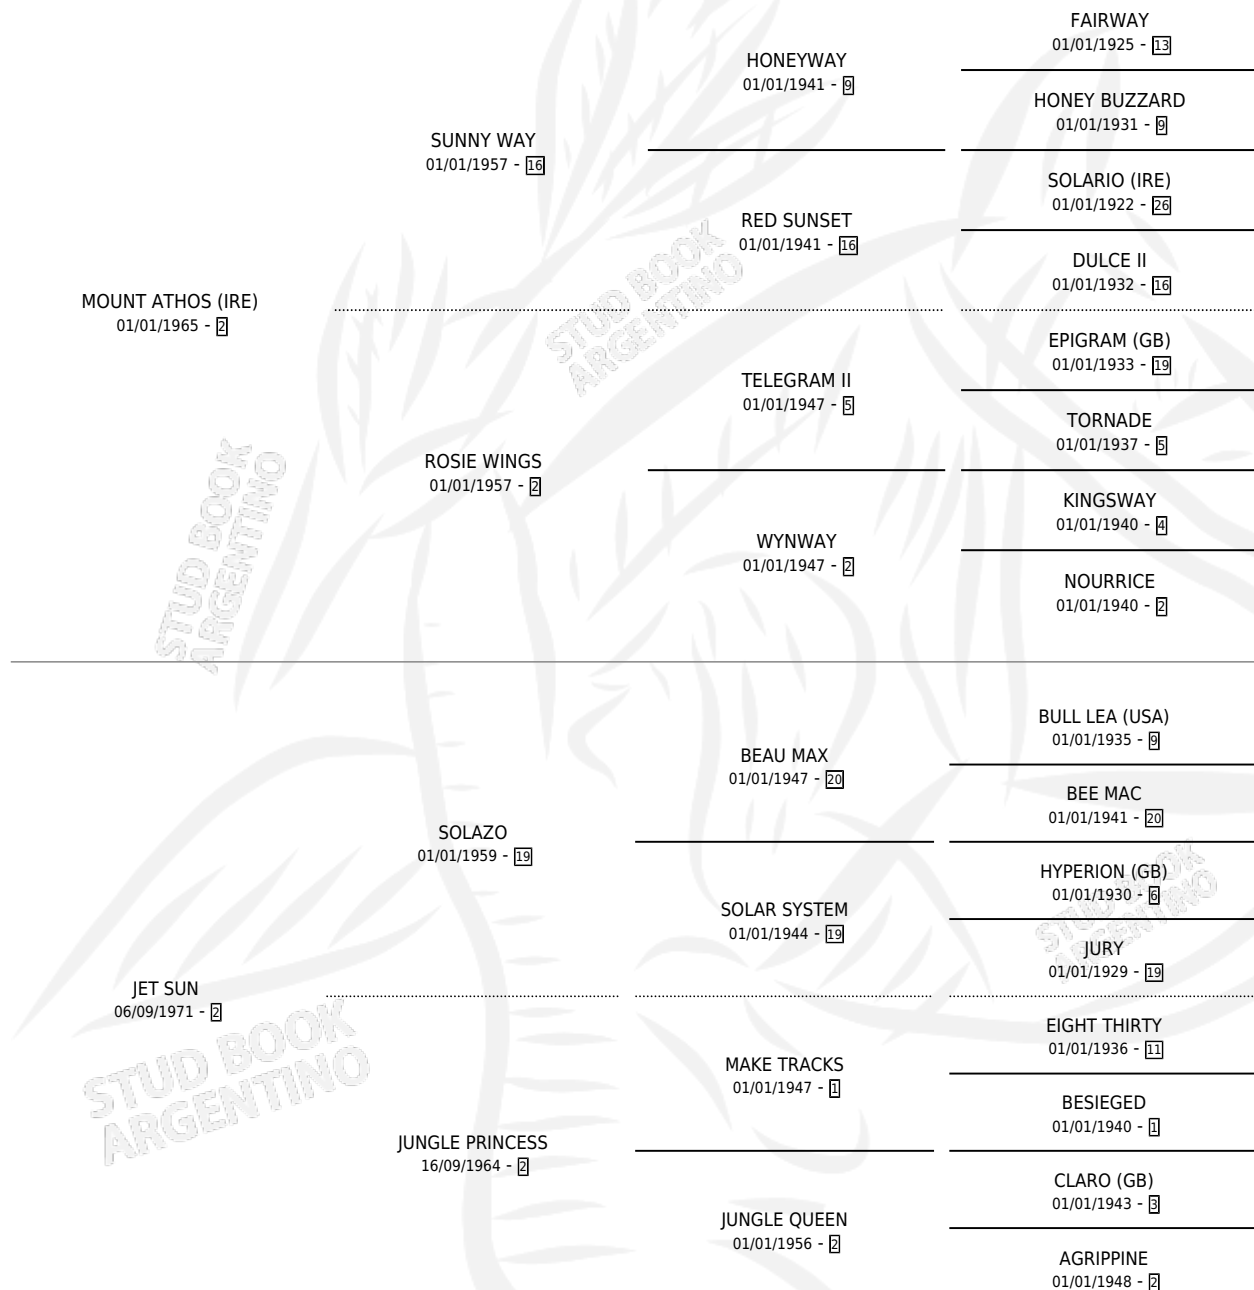 FAIRWAY
01/01/1925 - 13
HONEYWAY
01/01/1941 - 9
HONEY BUZZARD
01/01/1931 - 9
SUNNY WAY
01/01/1957 - 16
SOLARIO (IRE)
01/01/1922 - 26
RED SUNSET
01/01/1941 - 16
DULCE II
01/01/1932 - 16
MOUNT ATHOS (IRE)
01/01/1965 - 2
STUD BOOK
ARGENTINO
EPIGRAM (GB)
01/01/1933 - 19
TELEGRAM II
01/01/1947 - 5
TORNADE
01/01/1937 - 5
ROSIE WINGS
01/01/1957 - 2
KINGSWAY
01/01/1940 - 4
WYNWAY
01/01/1947 - 2
NOURRICE
01/01/1940 - 2
STUD BOOK
ARGENTINO
BULL LEA (USA)
01/01/1935 - 9
BEAU MAX
01/01/1947 - 20
BEE MAC
01/01/1941 - 20
SOLAZO
01/01/1959 - 19
HYPERION (GB)
01/01/1930 - 6
SOLAR SYSTEM
01/01/1944 - 19
JURY
01/01/1929 - 19
STUD BOOK
ARGENTINO
JET SUN
06/09/1971 - 2
EIGHT THIRTY
01/01/1936 - 11
MAKE TRACKS
01/01/1947 - 1
BESIEGED
01/01/1940 - 1
STUD BOOK
ARGENTINO
JUNGLE PRINCESS
16/09/1964 - 2
CLARO (GB)
01/01/1943 - 3
JUNGLE QUEEN
01/01/1956 - 2
AGRIPPINE
01/01/1948 - 2